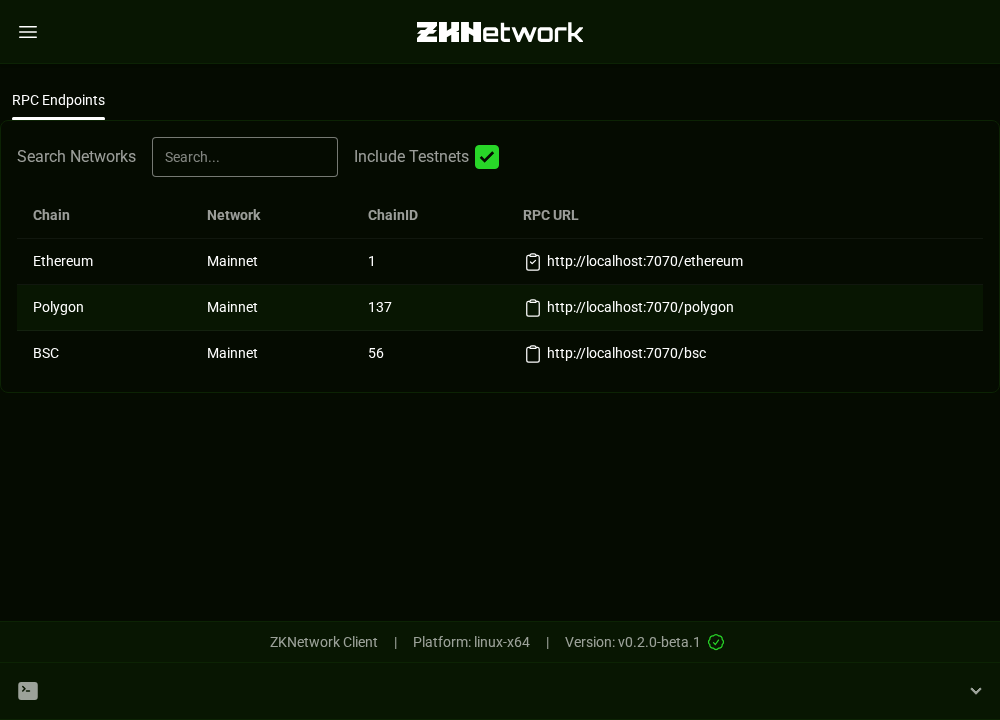 ZKNetwork
RPC Endpoints
Search Networks Search... Include Testnets
Chain Network ChainID RPC URL
Ethereum Mainnet 1 http://localhost:7070/ethereum
Polygon Mainnet 137 http://localhost:7070/polygon
BSC Mainnet 56 http://localhost:7070/bsc
ZKNetwork Client | Platform: linux-x64 | Version: v0.2.0-beta.1